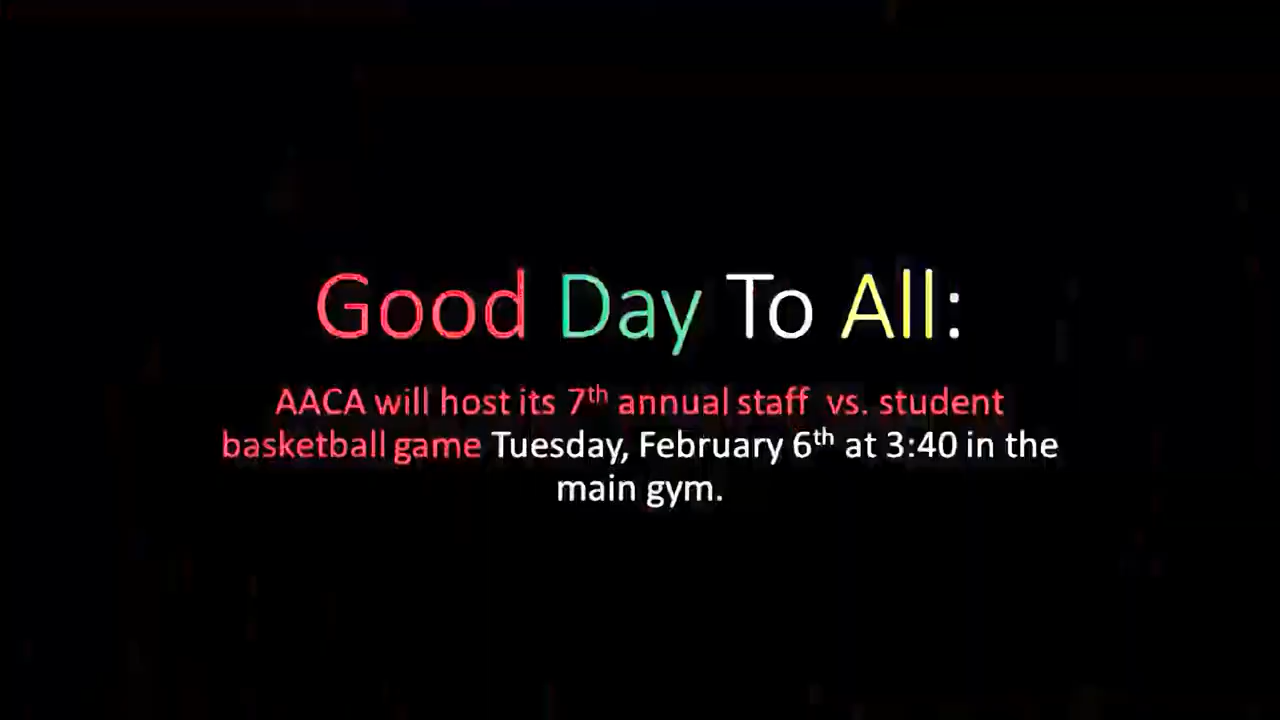 Good Day To All:
AACA will host its 7th annual staff vs. student
basketball game Tuesday, February 6th at 3:40 in the
main gym.